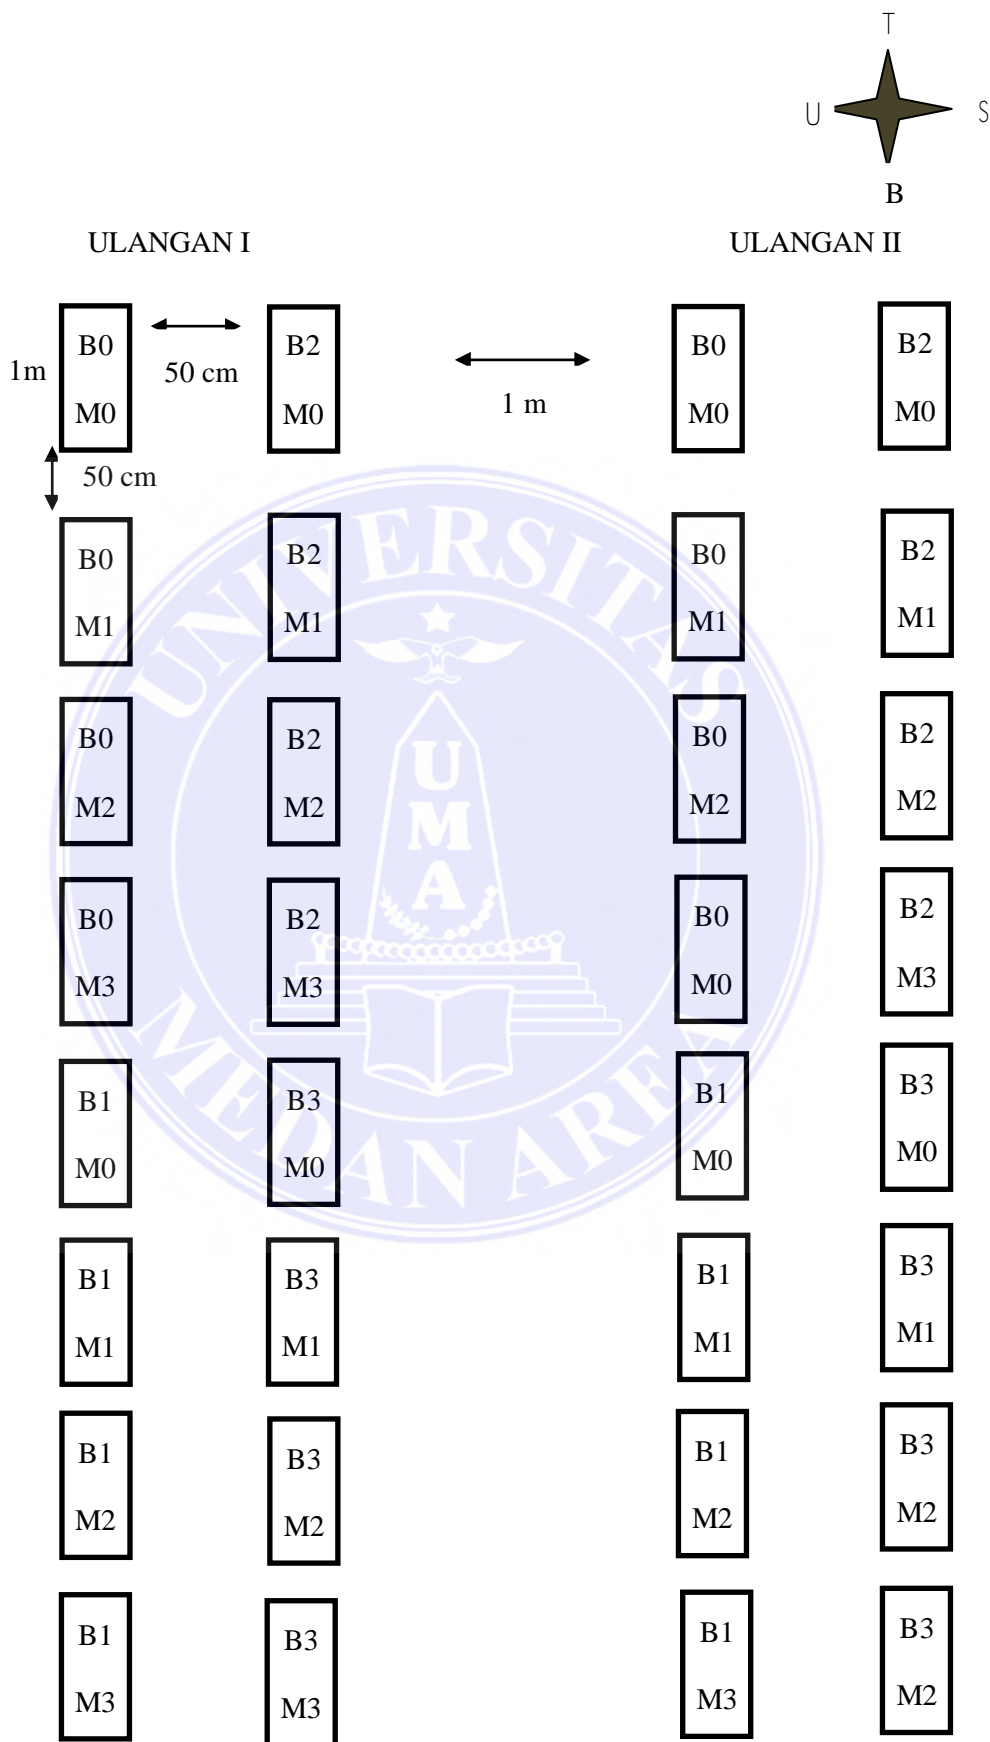 T
U S
B
ULANGAN I ULANGAN II
B0 B2 B0 B2
1m 50 cm 1 m
M0 M0 M0 M0
50 cm
B0 B2 B0 B2
M1 M1 M1 M1
B0 B2 B0 B2
M2 M2 M2 M2
B0 B2 B0 B2
M3 M3 M0 M3
B1 B3 B1 B3
M0 M0 M0 M0
B1 B3 B1 B3
M1 M1 M1 M1
B1 B3 B1 B3
M2 M2 M2 M2
B1 B3 B1 B3
M3 M3 M3 M2
UNIVERSITAS
UMA
MEDAN AREA